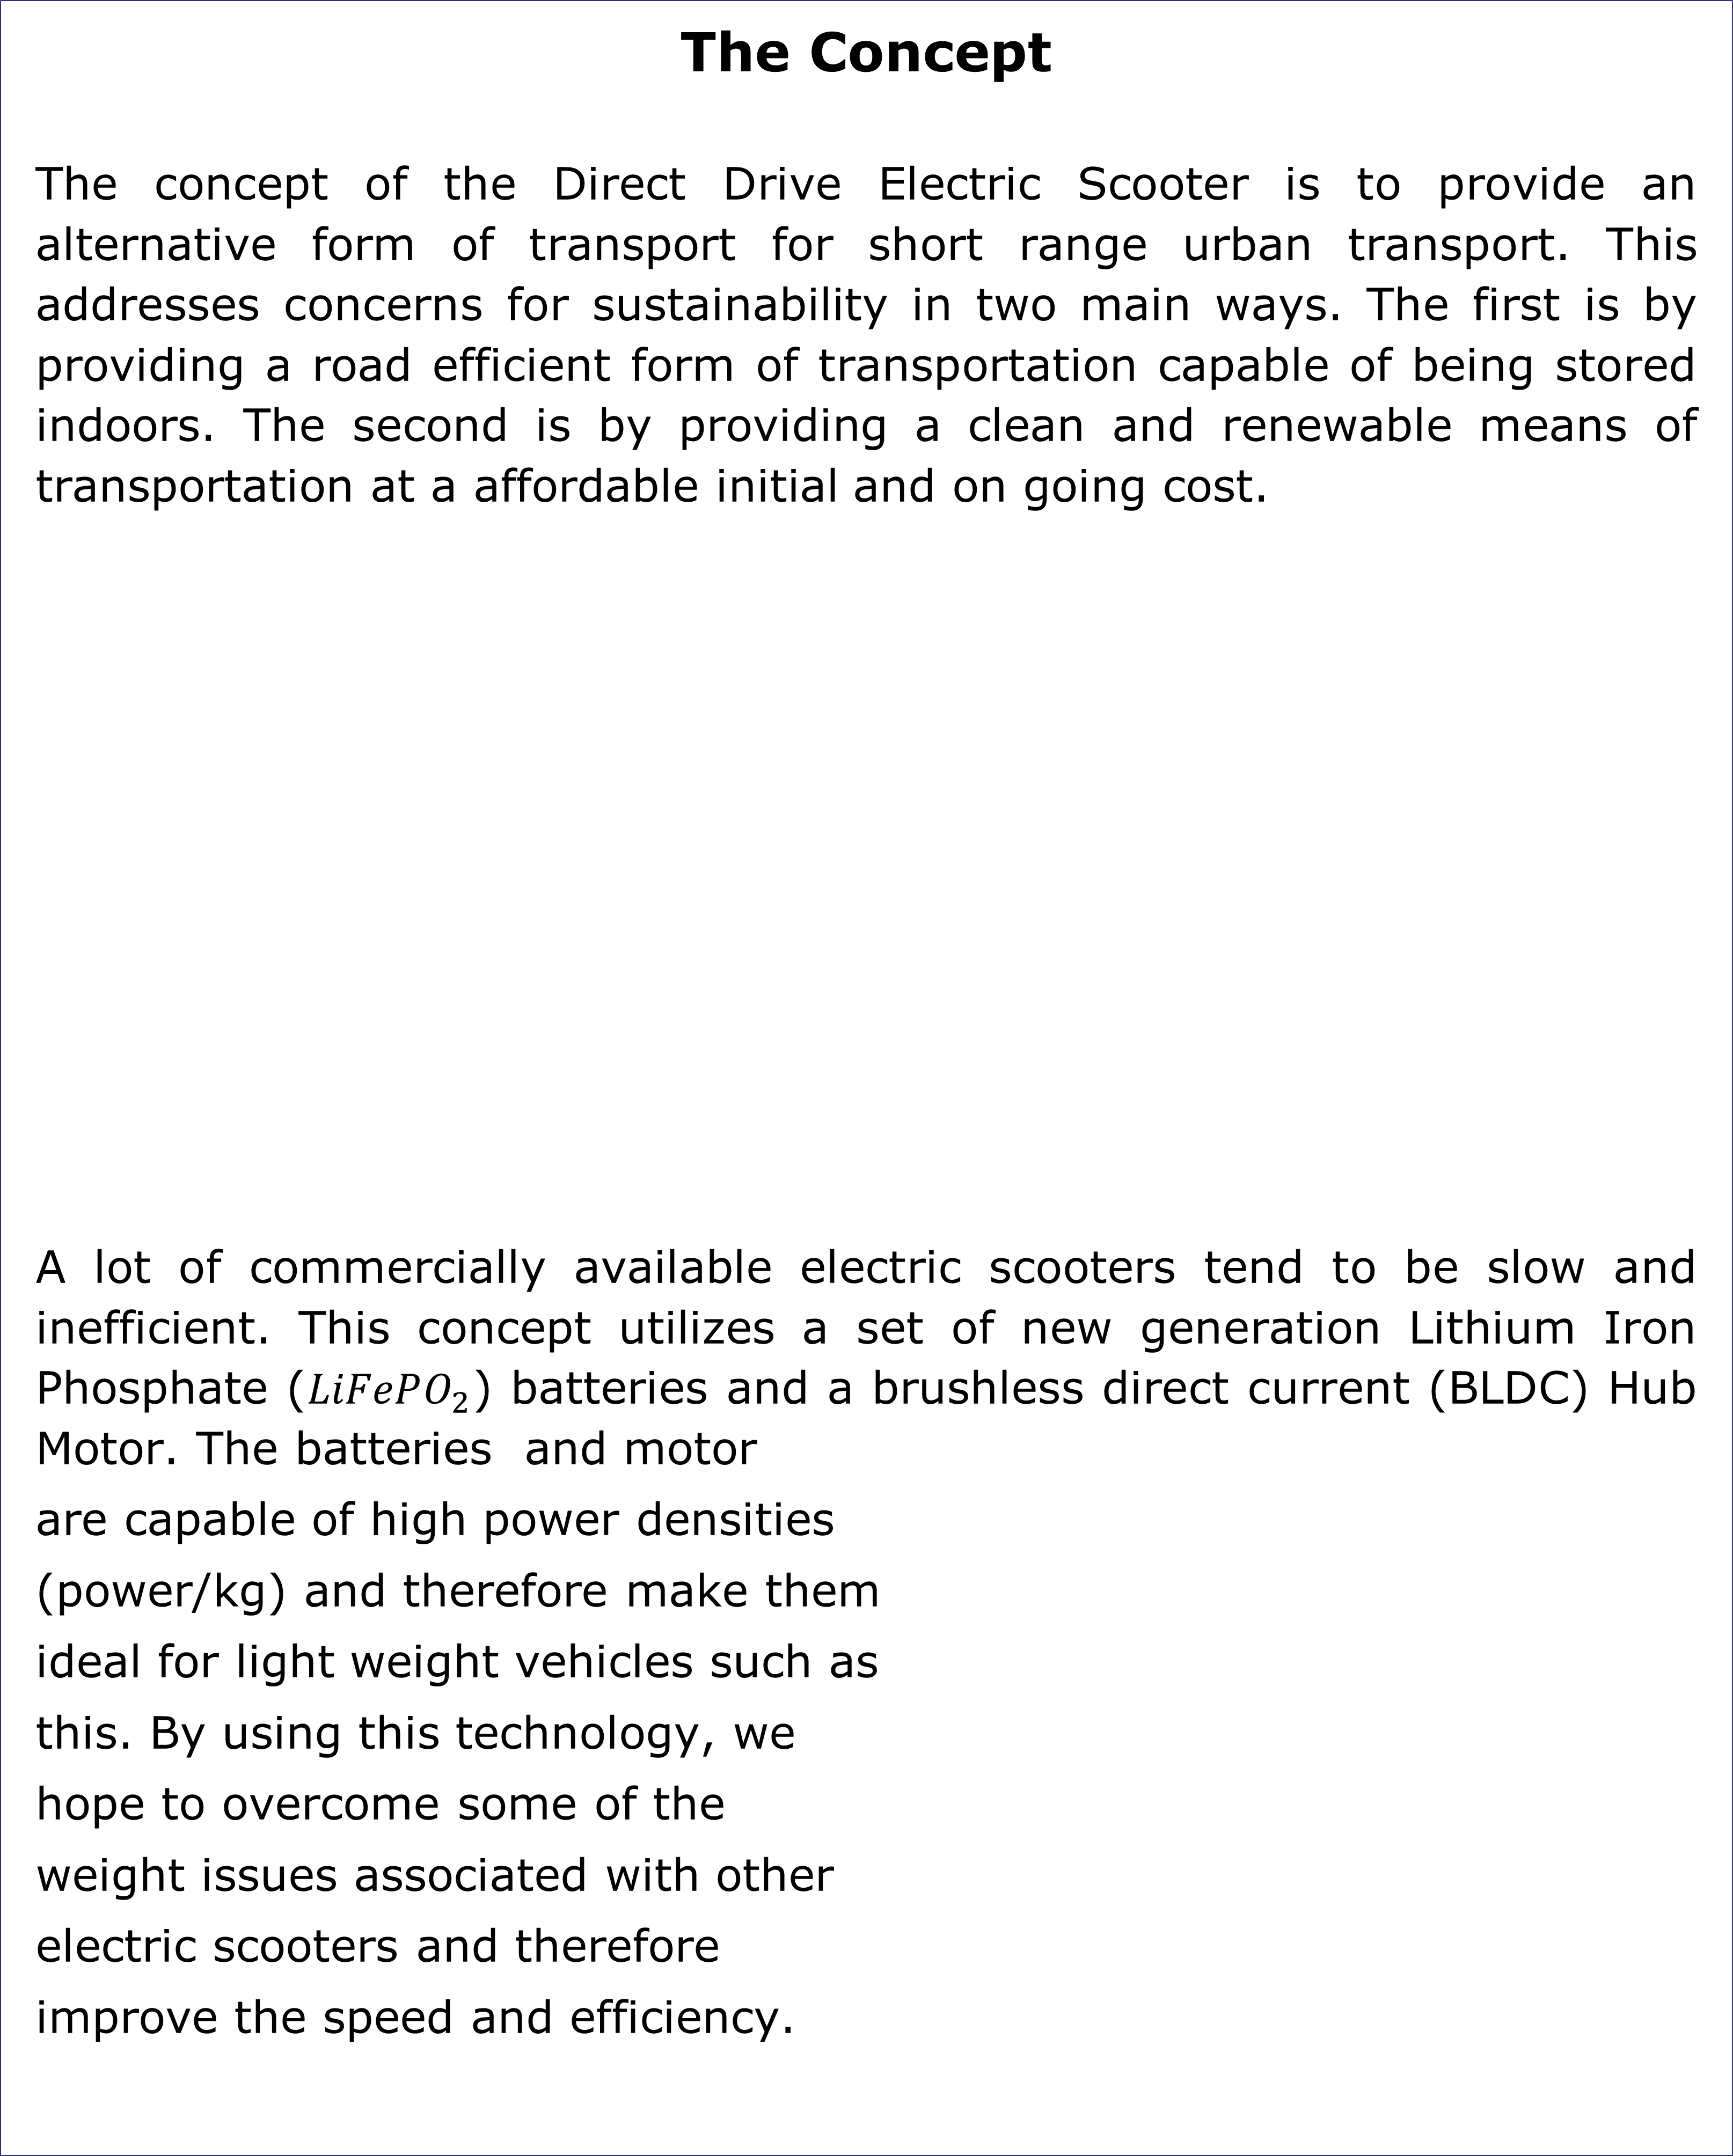 The Concept
The concept of the Direct Drive Electric Scooter is to provide an
alternative form of transport for short range urban transport. This
addresses concerns for sustainability in two main ways. The first is by
providing a road efficient form of transportation capable of being stored
indoors. The second is by providing a clean and renewable means of
transportation at a affordable initial and on going cost.
A lot of commercially available electric scooters tend to be slow and
inefficient. This concept utilizes a set of new generation Lithium Iron
Phosphate (LiFePO₂) batteries and a brushless direct current (BLDC) Hub
Motor. The batteries  and motor
are capable of high power densities
(power/kg) and therefore make them
ideal for light weight vehicles such as
this. By using this technology, we
hope to overcome some of the
weight issues associated with other
electric scooters and therefore
improve the speed and efficiency.